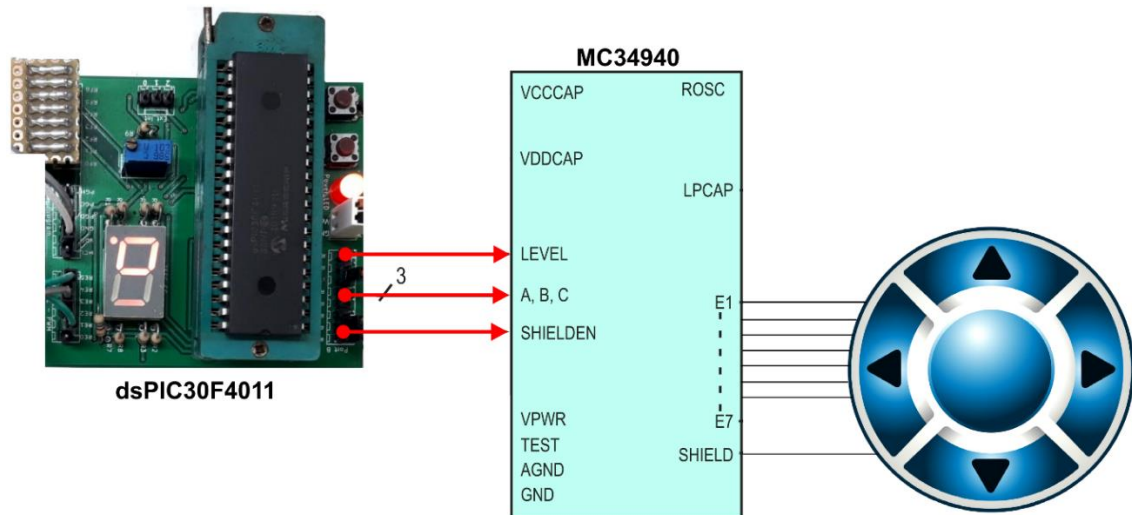 MC34940
VCCCAP
ROSC
VDDCAP
LPCAP
LEVEL
3
A, B, C
E1
SHIELDEN
dsPIC30F4011
VPWR
E7
TEST
SHIELD
AGND
GND